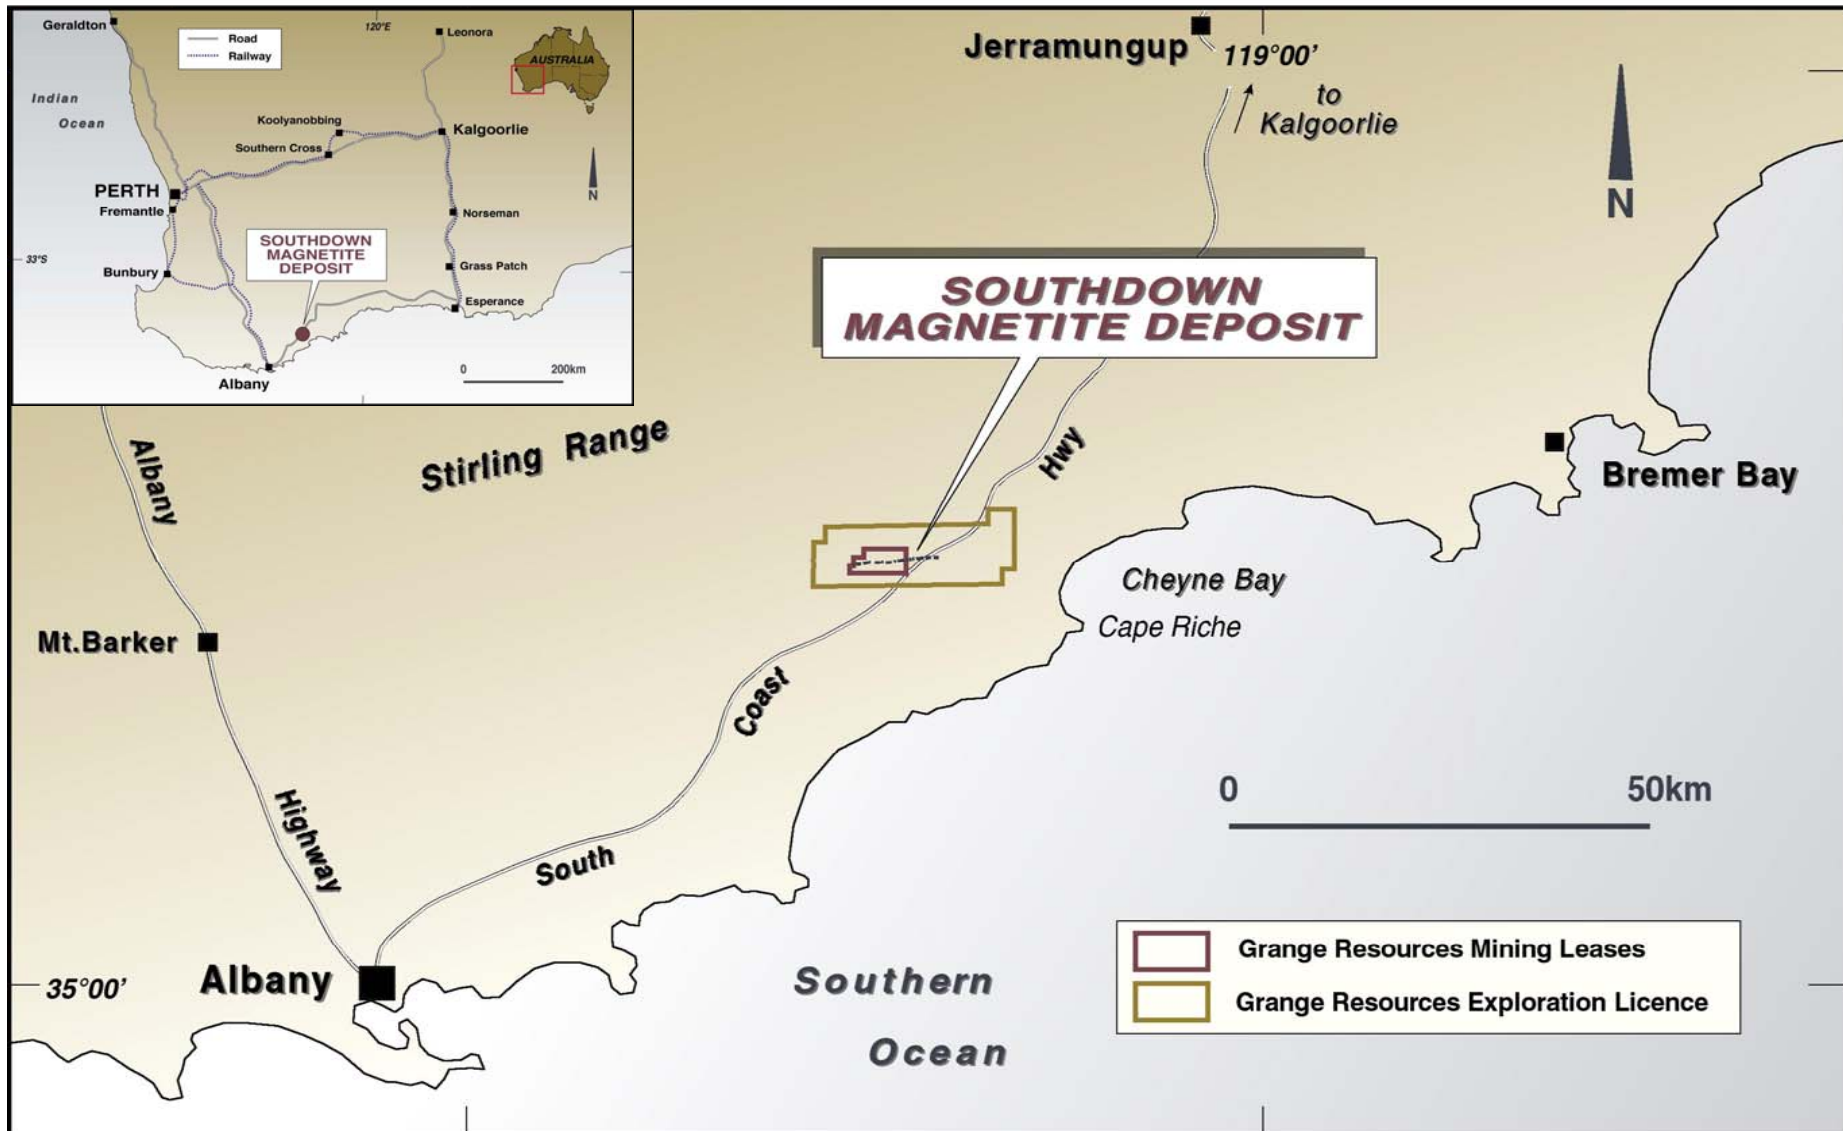 Geraldton
120°E
Leonora
Road
Railway
AUSTRALIA
Indian
Ocean
Koolyanobbing
Kalgoorlie
Southern Cross
PERTH
Fremantle
N
Norseman
SOUTHDOWN
MAGNETITE
DEPOSIT
33°S
Bunbury
Grass Patch
Esperance
Albany
0 200km
Jerramungup
119°00'
to
Kalgoorlie
N
SOUTHDOWN
MAGNETITE DEPOSIT
Albany
Stirling Range
Hwy
Bremer Bay
Cheyne Bay
Cape Riche
Mt.Barker
Coast
0 50km
Highway
South
Albany
35°00'
Southern
Ocean
Grange Resources Mining Leases
Grange Resources Exploration Licence